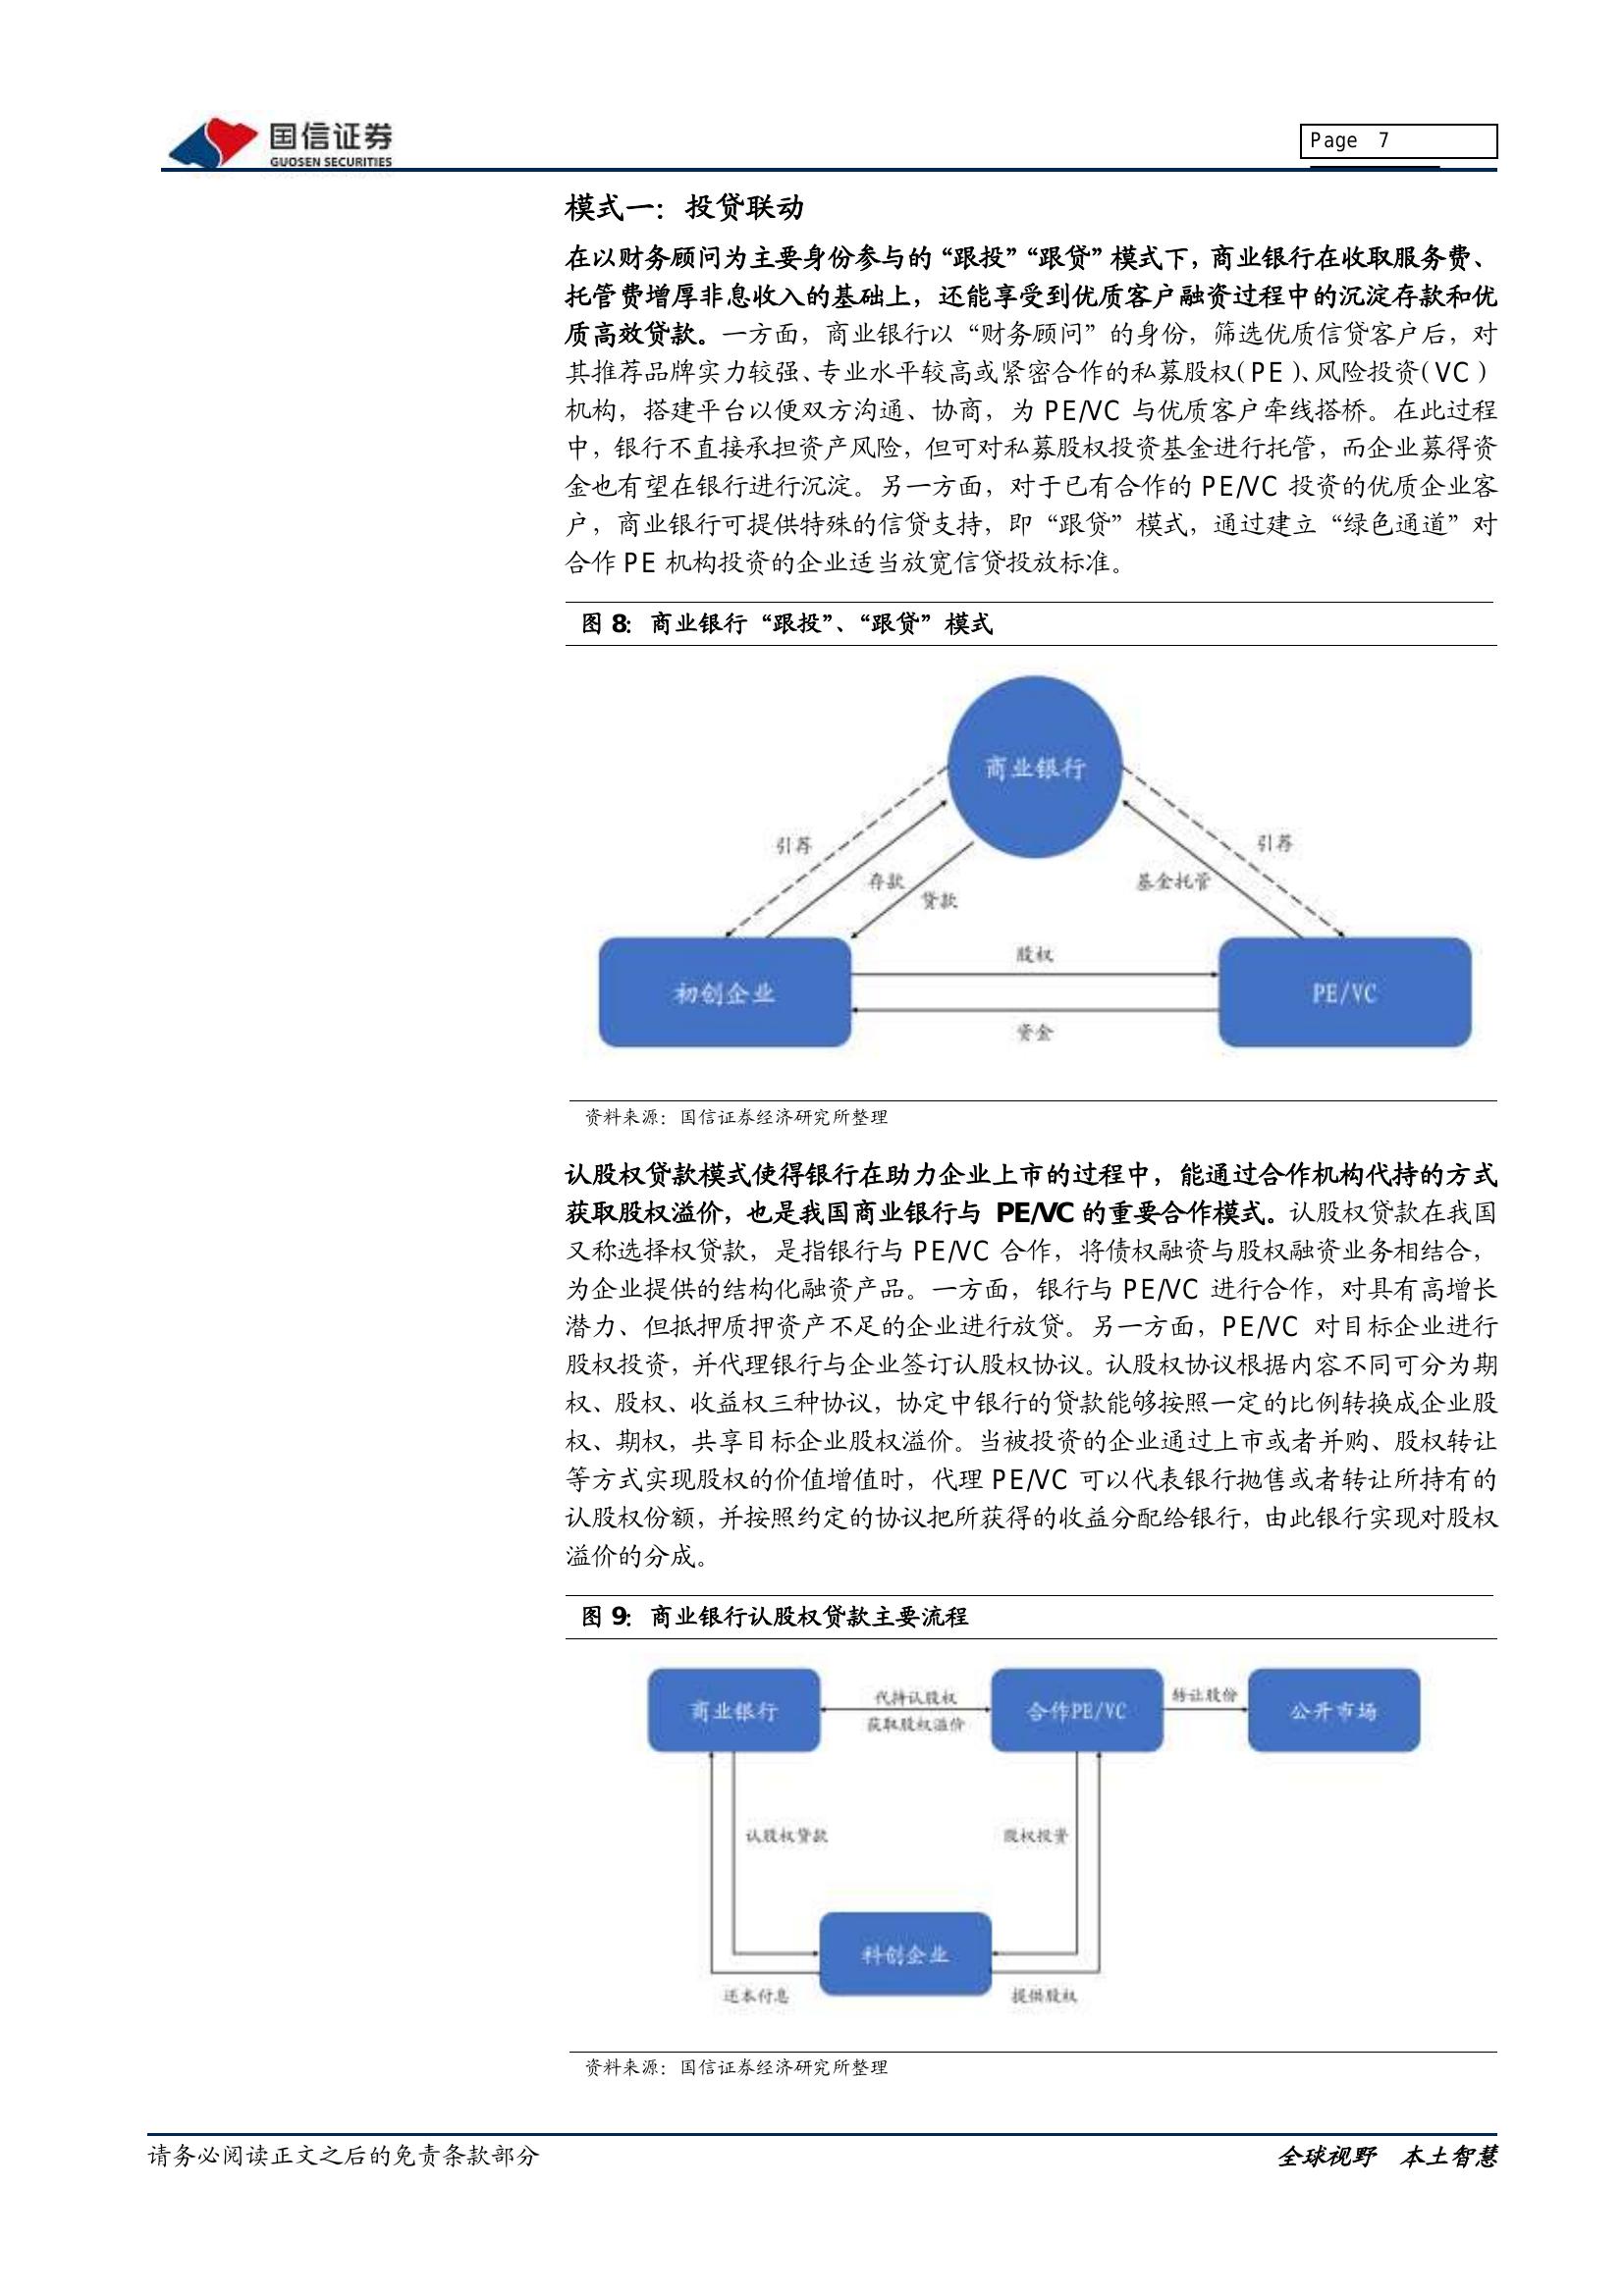 国信证券
GUOSEN SECURITIES
Page 7
模式一：投贷联动
在以财务顾问为主要身份参与的“跟投”“跟贷”模式下，商业银行在收取服务费、
托管费增厚非息收入的基础上，还能享受到优质客户融资过程中的沉淀存款和优
质高效贷款。一方面，商业银行以“财务顾问”的身份，筛选优质信贷客户后，对
其推荐品牌实力较强、专业水平较高或紧密合作的私募股权（PE）、风险投资（VC）
机构，搭建平台以便双方沟通、协商，为 PE/VC 与优质客户牵线搭桥。在此过程
中，银行不直接承担资产风险，但可对私募股权投资基金进行托管，而企业募得资
金也有望在银行进行沉淀。另一方面，对于已有合作的 PE/VC 投资的优质企业客
户，商业银行可提供特殊的信贷支持，即“跟贷”模式，通过建立“绿色通道”对
合作 PE 机构投资的企业适当放宽信贷投放标准。
图 8：商业银行“跟投”、“跟贷”模式
商业银行
引荐
引荐
存款
基金托管
贷款
股权
初创企业
PE/VC
资金
资料来源：国信证券经济研究所整理
认股权贷款模式使得银行在助力企业上市的过程中，能通过合作机构代持的方式
获取股权溢价，也是我国商业银行与 PE/VC 的重要合作模式。认股权贷款在我国
又称选择权贷款，是指银行与 PE/VC 合作，将债权融资与股权融资业务相结合，
为企业提供的结构化融资产品。一方面，银行与 PE/VC 进行合作，对具有高增长
潜力、但抵押质押资产不足的企业进行放贷。另一方面，PE/VC 对目标企业进行
股权投资，并代理银行与企业签订认股权协议。认股权协议根据内容不同可分为期
权、股权、收益权三种协议，协定中银行的贷款能够按照一定的比例转换成企业股
权、期权，共享目标企业股权溢价。当被投资的企业通过上市或者并购、股权转让
等方式实现股权的价值增值时，代理 PE/VC 可以代表银行抛售或者转让所持有的
认股权份额，并按照约定的协议把所获得的收益分配给银行，由此银行实现对股权
溢价的分成。
图 9：商业银行认股权贷款主要流程
商业银行
代持认股权
获取股权溢价
合作PE/VC
转让股份
公开市场
认股权贷款
股权投资
科创企业
还本付息
提供股权
资料来源：国信证券经济研究所整理
请务必阅读正文之后的免责条款部分
全球视野 本土智慧